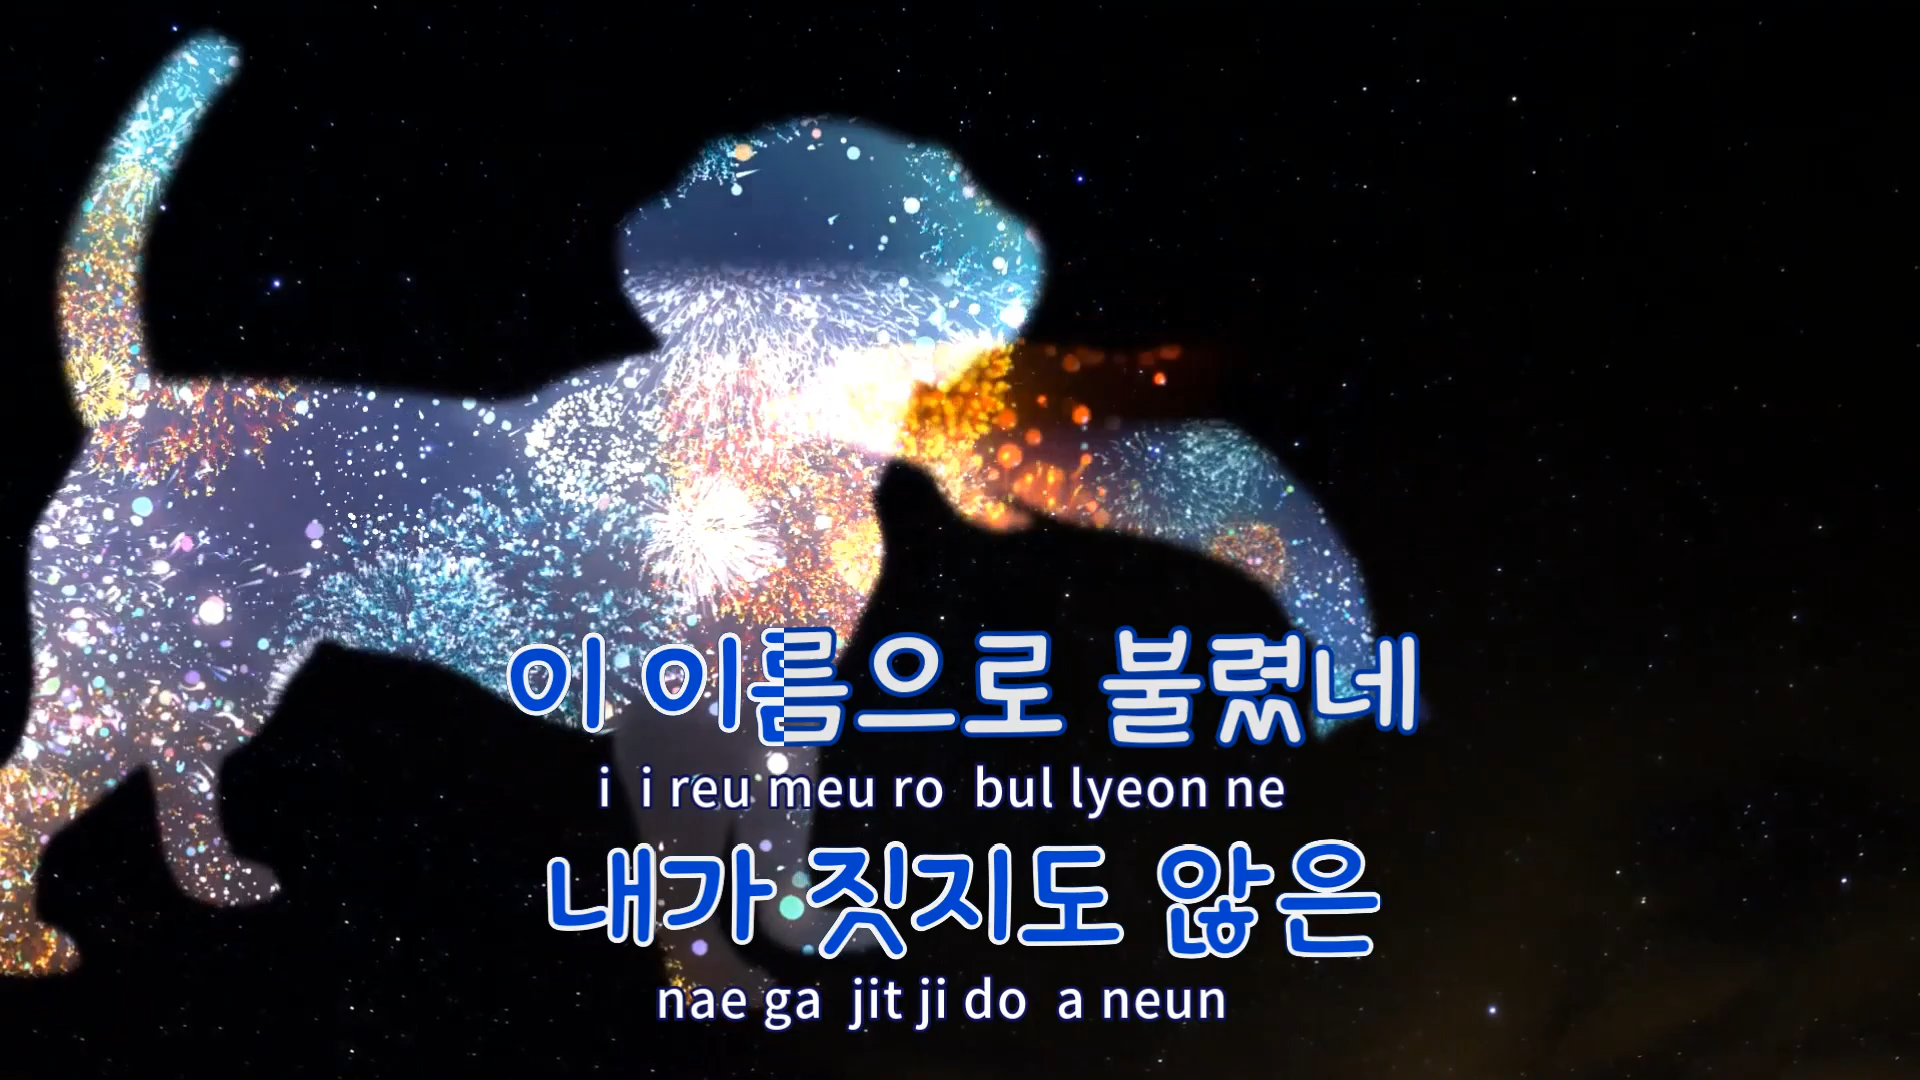 이 이름으로 불렸네
i i reu meu ro bul lyeon ne
내가 짓지도 않은
nae ga jit ji do a neun